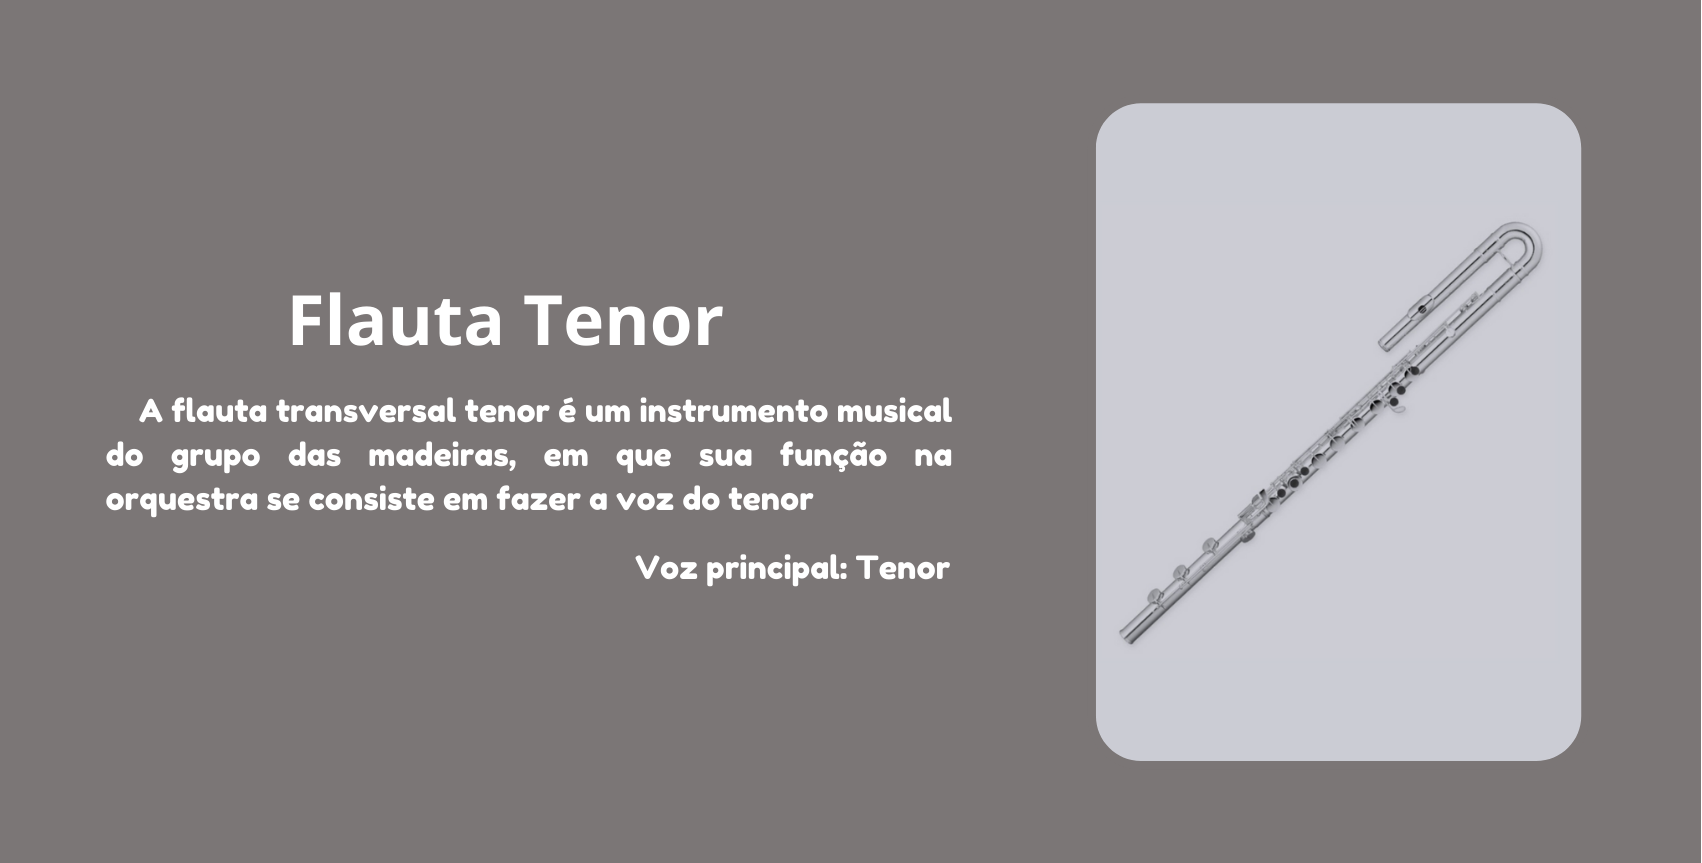 Flauta Tenor
A flauta transversal tenor é um instrumento musical
do grupo das madeiras, em que sua função na
orquestra se consiste em fazer a voz do tenor
Voz principal: Tenor